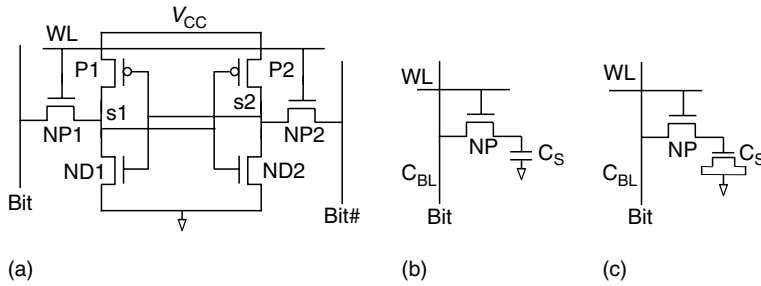 V_CC
WL
P1
P2
s1
s2
NP1
NP2
ND1
ND2
Bit
Bit#
(a)
WL
NP
C_S
C_BL
Bit
(b)
WL
NP
C_S
C_BL
Bit
(c)